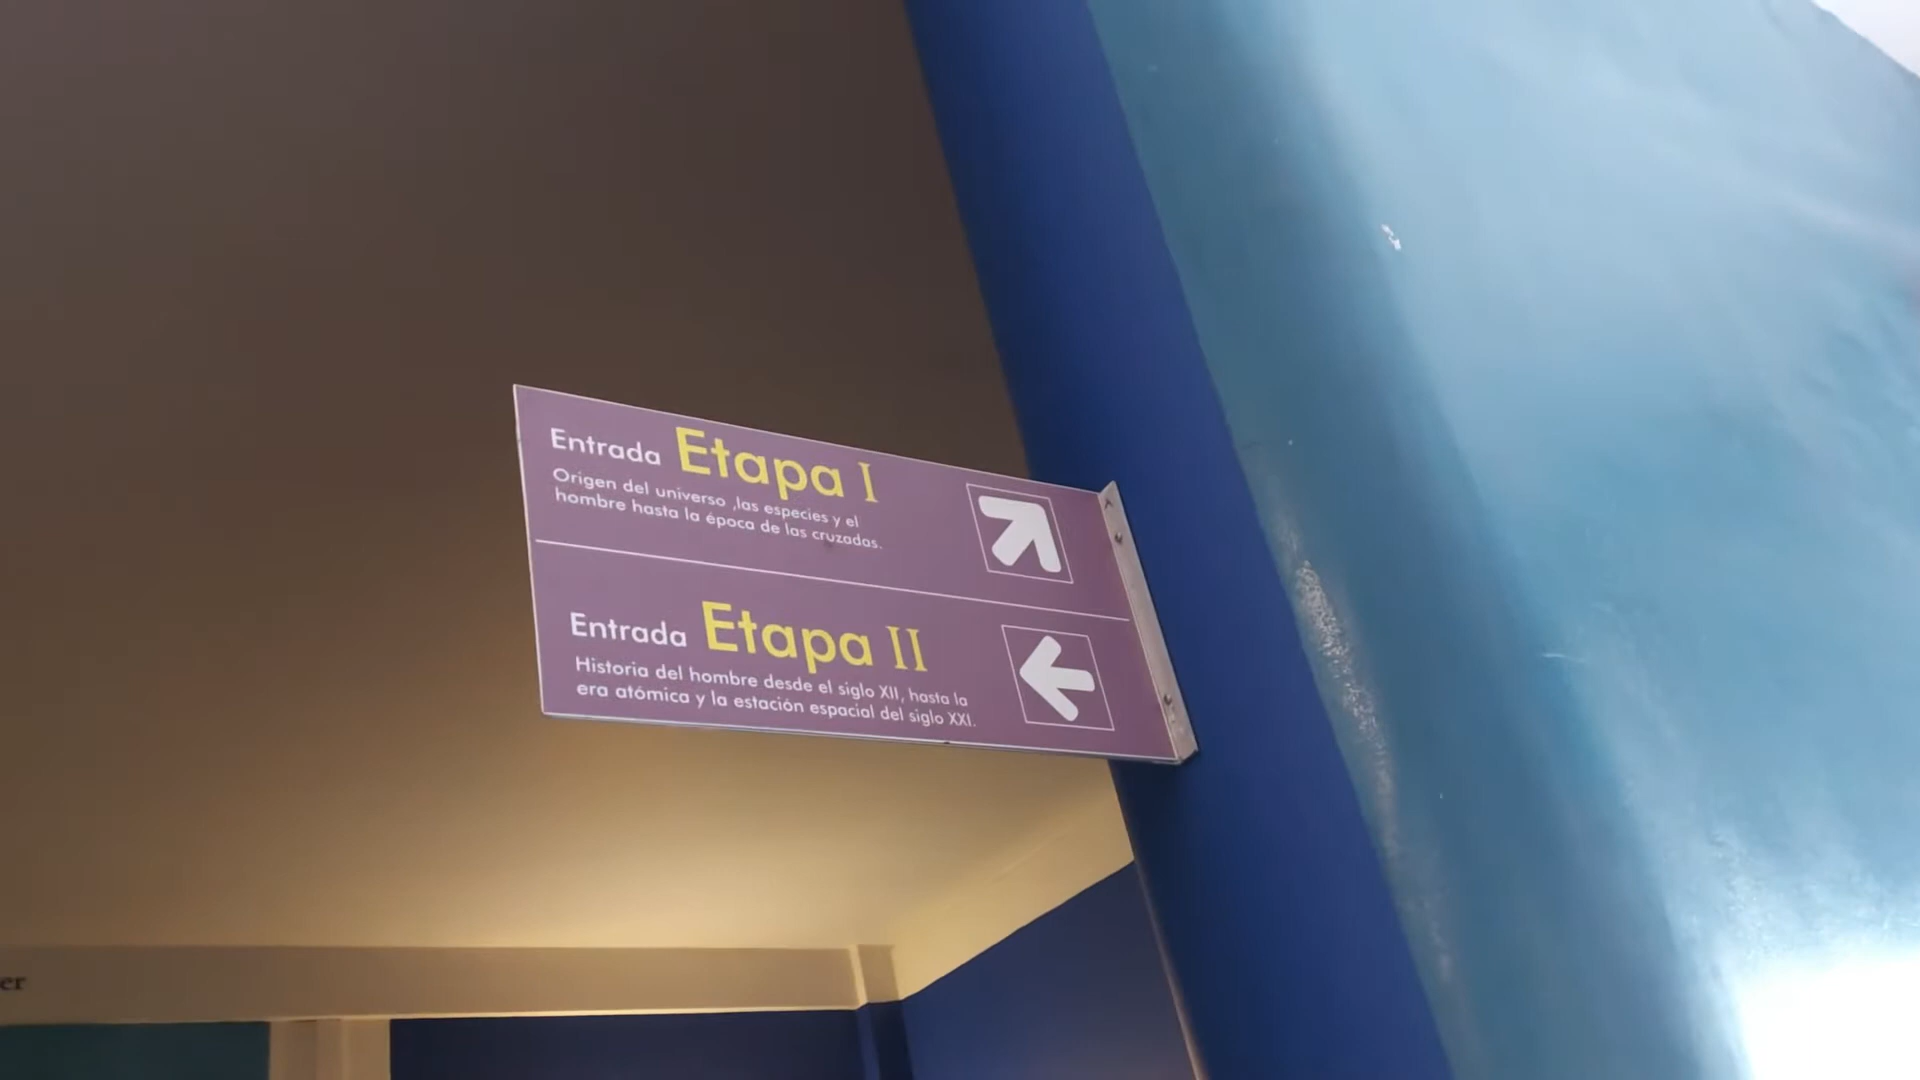 Entrada Etapa I
Origen del universo ,las especies y el
hombre hasta la época de las cruzadas.
Entrada Etapa II
Historia del hombre desde el siglo XII, hasta la
era atómica y la estación espacial del siglo XXI.
er